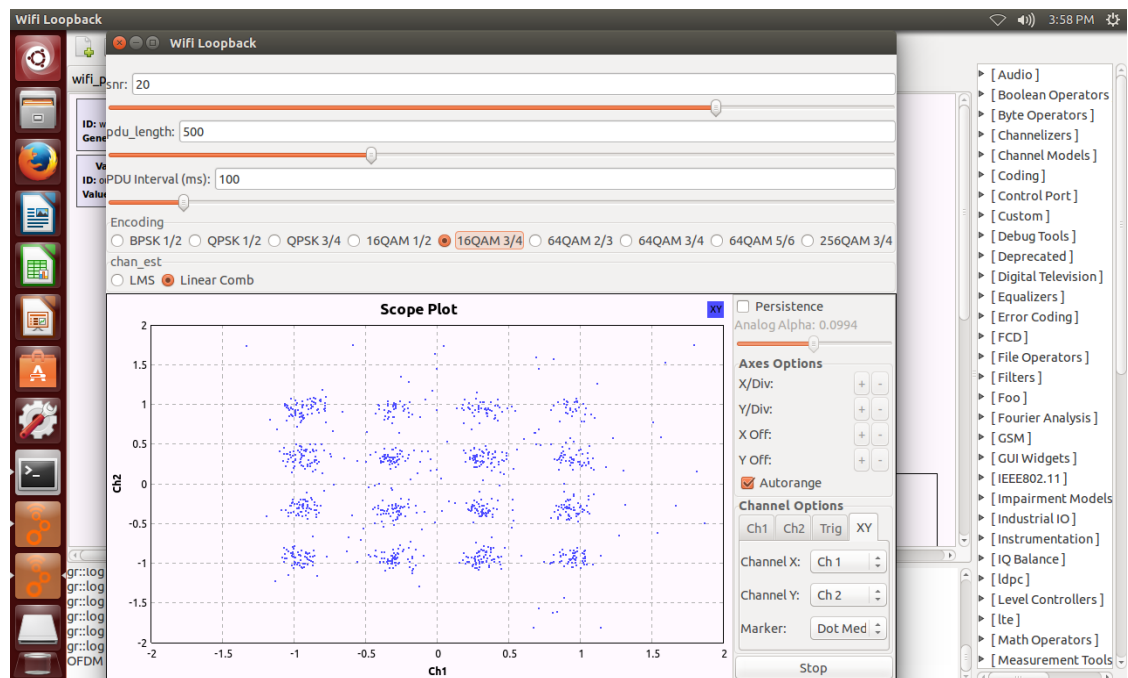 Wifi Loopback
3:58 PM
Wifi Loopback
wifi_p
snr: 20
ID: w
Gene
pdu_length: 500
Va
ID: o
Value
PDU Interval (ms): 100
Encoding
BPSK 1/2 QPSK 1/2 QPSK 3/4 16QAM 1/2 16QAM 3/4 64QAM 2/3 64QAM 3/4 64QAM 5/6 256QAM 3/4
chan_est
LMS Linear Comb
Scope Plot
XY
2
1.5
1
0.5
0
-0.5
-1
-1.5
-2
Ch2
-2 -1.5 -1 -0.5 0 0.5 1 1.5 2
Ch1
Persistence
Analog Alpha: 0.0994
Axes Options
X/Div: + -
Y/Div: + -
X Off: + -
Y Off: + -
Autorange
Channel Options
Ch1 Ch2 Trig XY
Channel X: Ch 1
Channel Y: Ch 2
Marker: Dot Med
Stop
gr::log
gr::log
gr::log
gr::log
gr::log
gr::log
OFDM
[ Audio ]
[ Boolean Operators
[ Byte Operators ]
[ Channelizers ]
[ Channel Models ]
[ Coding ]
[ Control Port ]
[ Custom ]
[ Debug Tools ]
[ Deprecated ]
[ Digital Television ]
[ Equalizers ]
[ Error Coding ]
[ FCD ]
[ File Operators ]
[ Filters ]
[ Foo ]
[ Fourier Analysis ]
[ GSM ]
[ GUI Widgets ]
[ IEEE802.11 ]
[ Impairment Models
[ Industrial IO ]
[ Instrumentation ]
[ IQ Balance ]
[ ldpc ]
[ Level Controllers ]
[ lte ]
[ Math Operators ]
[ Measurement Tools